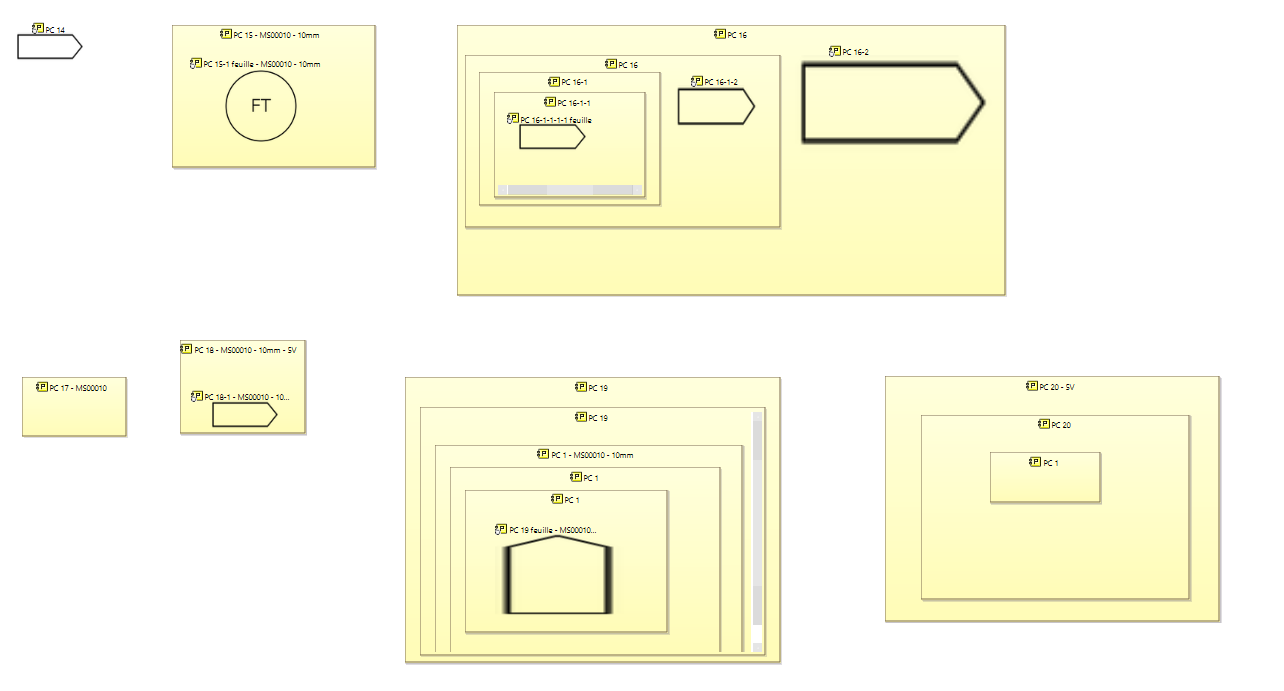 PC 14
PC 15 - MS00010 - 10mm
PC 15-1 feuille - MS00010 - 10mm
FT
PC 16
PC 16
PC 16-1
PC 16-1-1
PC 16-1-1-1-1 feuille
PC 16-1-2
PC 16-2
PC 17 - MS00010
PC 18 - MS00010 - 10mm - 5V
PC 18-1 - MS00010 - 10...
PC 19
PC 19
PC 1 - MS00010 - 10mm
PC 1
PC 1
PC 19 feuille - MS00010...
PC 20 - 5V
PC 20
PC 1